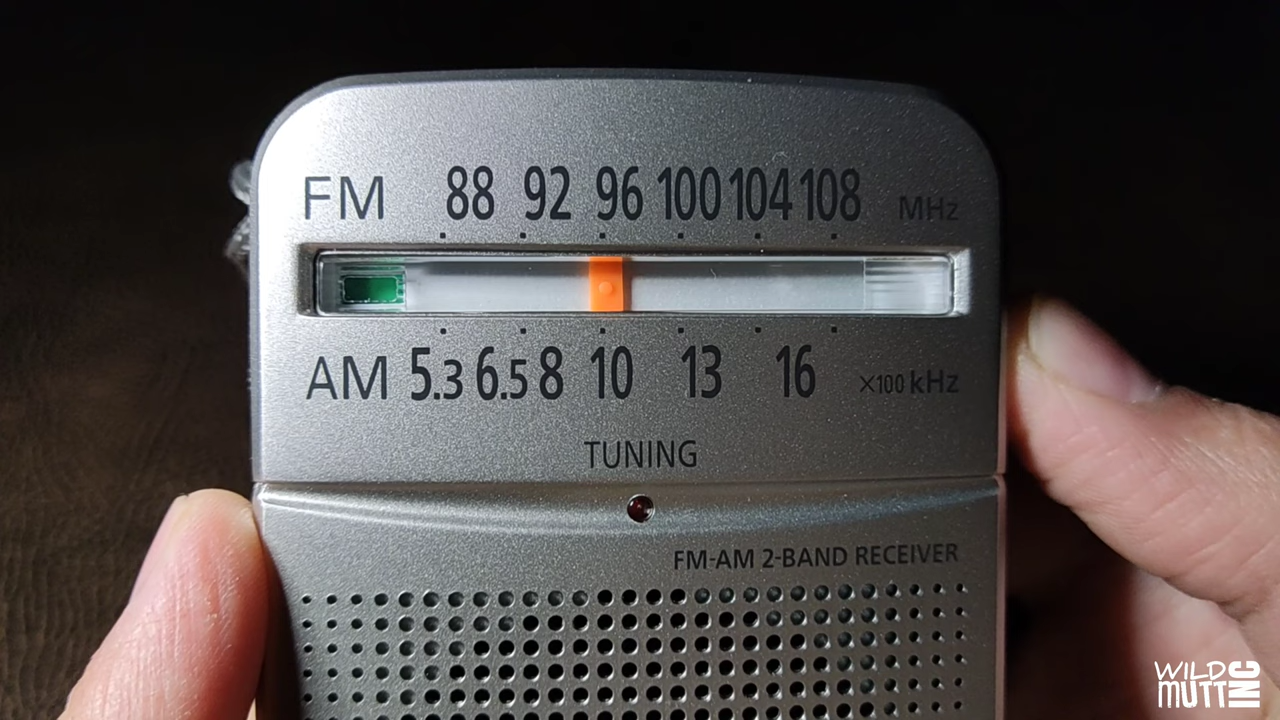 FM 88 92 96 100 104 108 MHz
AM 5.3 6.5 8 10 13 16 ×100 kHz
TUNING
FM-AM 2-BAND RECEIVER
WILD
MUTT
INC